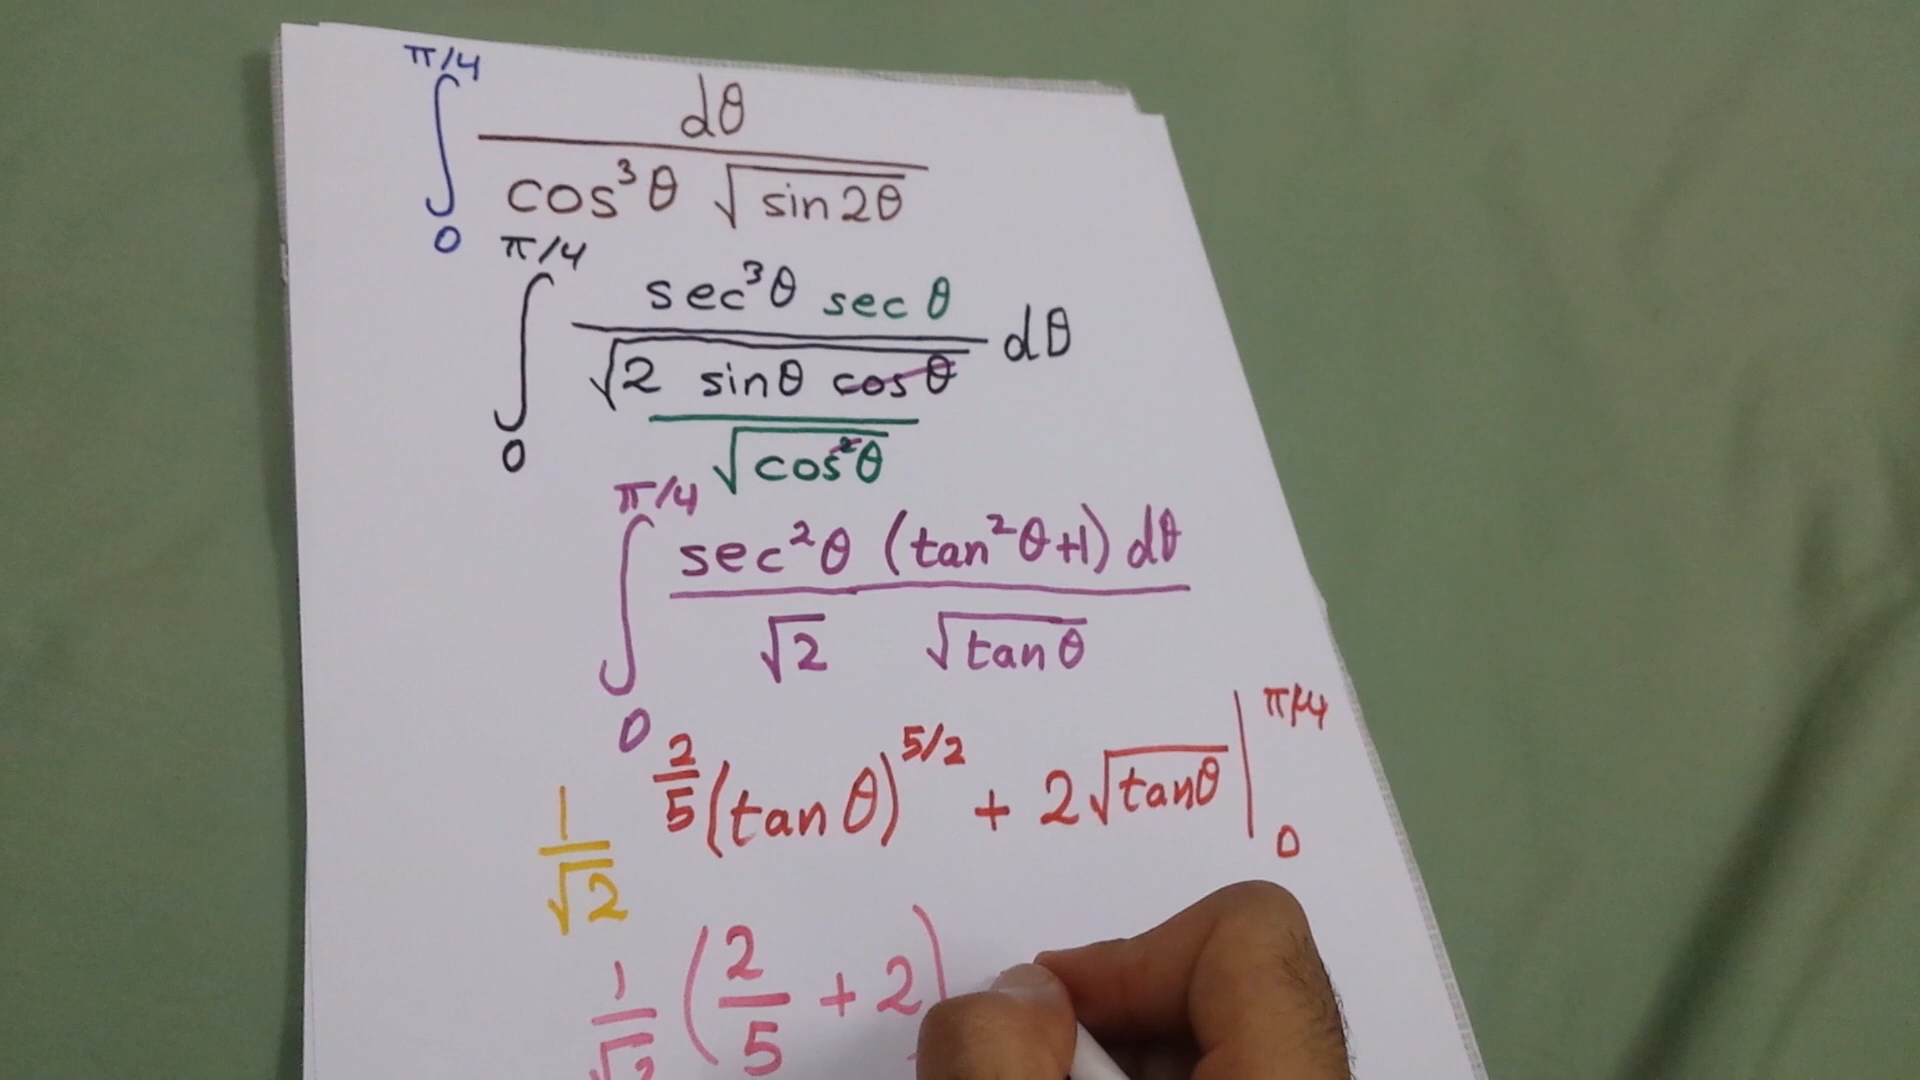 ∫₀^{π/4} dθ / (cos³θ √(sin2θ))
∫₀^{π/4} (sec³θ secθ) / (√(2 sinθ cosθ) / √(cos²θ)) dθ
∫₀^{π/4} sec²θ (tan²θ+1) dθ / (√2 √(tanθ))
1/√2 2/5 (tanθ)^{5/2} + 2√(tanθ) |₀^{π/4}
1/√2 (2/5 + 2)